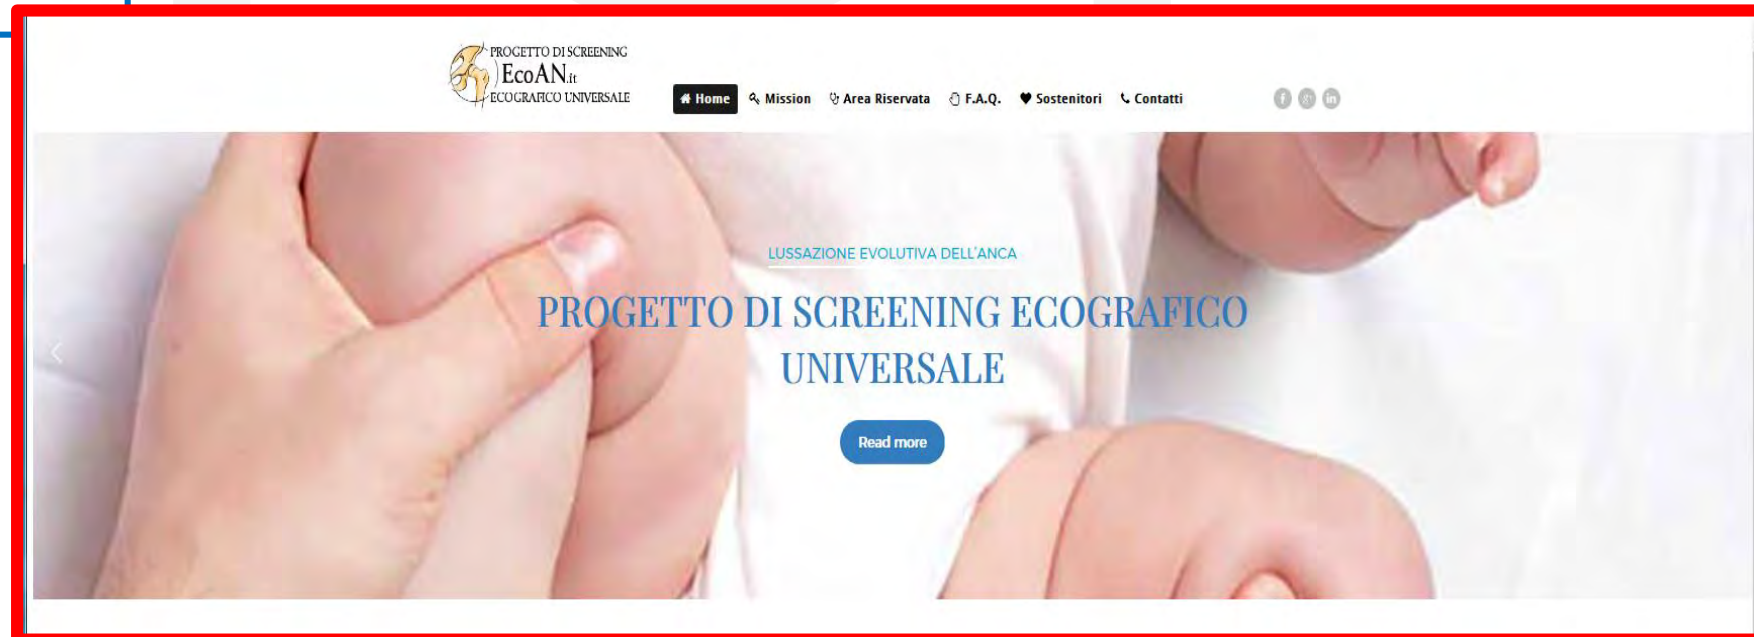 PROGETTO DI SCREENING
EcoAN.it
ECOGRAFICO UNIVERSALE
Home Mission Area Riservata F.A.Q. Sostenitori Contatti
LUSSAZIONE EVOLUTIVA DELL'ANCA
PROGETTO DI SCREENING ECOGRAFICO
UNIVERSALE
Read more